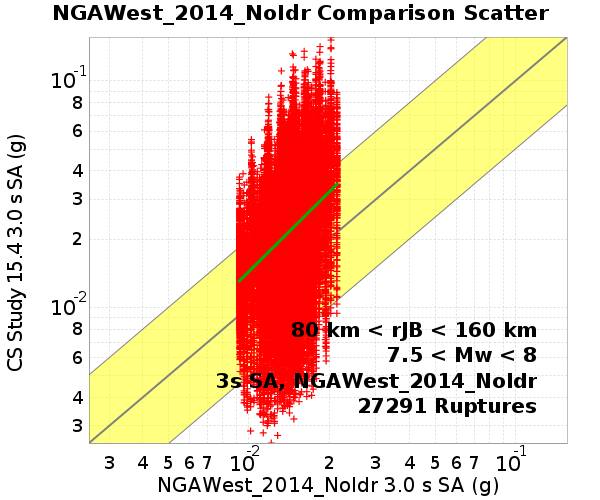 NGAWest_2014_NoIdr Comparison Scatter
CS Study 15.4 3.0 s SA (g)
10⁻¹
8
6
4
3
2
10⁻²
8
6
4
3
80 km < rJB < 160 km
7.5 < Mw < 8
3s SA, NGAWest_2014_NoIdr
27291 Ruptures
3 4 5 6 7 10⁻² 2 3 4 5 6 7 10⁻¹
NGAWest_2014_NoIdr 3.0 s SA (g)